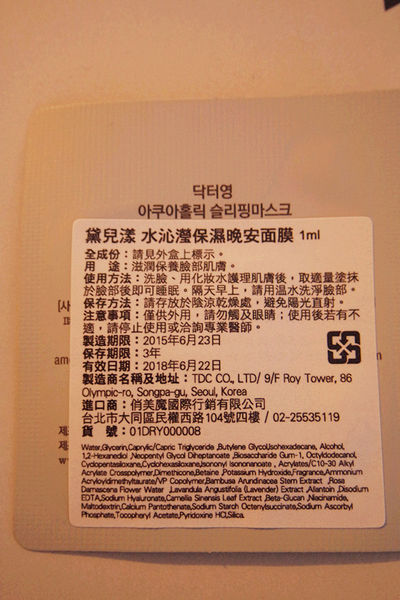 닥터영
아쿠아홀릭 슬리핑마스크
黛兒漾 水沁瀅保濕晚安面膜 1ml
全成份：請見外盒上標示。
用 途：滋潤保養臉部肌膚。
使用方法：洗臉、用化妝水護理肌膚後，取適量塗抹
於臉部後即可睡眠。隔天早上，請用溫水洗淨臉部。
保存方法：請存放於陰涼乾燥處，避免陽光直射。
注意事項：僅供外用，請勿觸及眼睛；使用後若有不
適，請停止使用或洽詢專業醫師。
製造期限：2015年6月23日
保存期限：3年
有效日期：2018年6月22日
製造商名稱及地址：TDC CO., LTD/ 9/F Roy Tower, 86
Olympic-ro, Songpa-gu, Seoul, Korea
進口商：俏美魔國際行銷有限公司
台北市大同區民權西路104號四樓 / 02-25535119
貨 號：01DRY000008
Water,Glycerin,Caprylic/Capric Triglyceride ,Butylene Glycol,Isohexadecane, Alcohol,
1,2-Hexanediol ,Neopentyl Glycol Diheptanoate ,Biosaccharide Gum-1, Octyldodecanol,
Cyclopentasiloxane,Cyclohexasiloxane,Isononyl Isononanoate , Acrylates/C10-30 Alkyl
Acrylate Crosspolymer,Dimethicone,Betaine ,Potassium Hydroxide,Fragrance,Ammonium
Acryloyldimethyltaurate/VP Copolymer,Bambusa Arundinacea Stem Extract ,Rosa
Damascena Flower Water ,Lavandula Angustifolia (Lavender) Extract ,Allantoin ,Disodium
EDTA,Sodium Hyaluronate,Camellia Sinensis Leaf Extract ,Beta-Glucan ,Niacinamide,
Maltodextrin,Calcium Pantothenate,Sodium Starch Octenylsuccinate,Sodium Ascorbyl
Phosphate,Tocopheryl Acetate,Pyridoxine HCl,Silica.